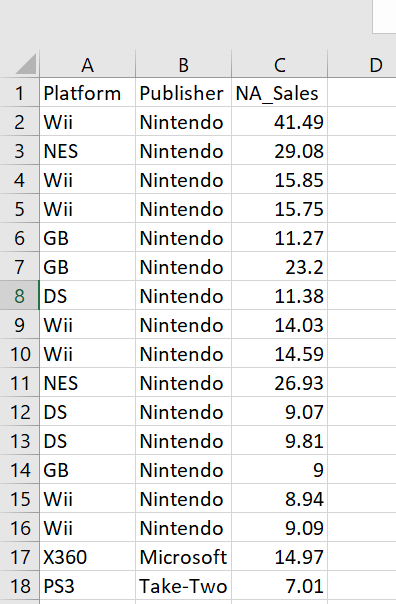 A B C D
1 Platform Publisher NA_Sales
2 Wii Nintendo 41.49
3 NES Nintendo 29.08
4 Wii Nintendo 15.85
5 Wii Nintendo 15.75
6 GB Nintendo 11.27
7 GB Nintendo 23.2
8 DS Nintendo 11.38
9 Wii Nintendo 14.03
10 Wii Nintendo 14.59
11 NES Nintendo 26.93
12 DS Nintendo 9.07
13 DS Nintendo 9.81
14 GB Nintendo 9
15 Wii Nintendo 8.94
16 Wii Nintendo 9.09
17 X360 Microsoft 14.97
18 PS3 Take-Two 7.01